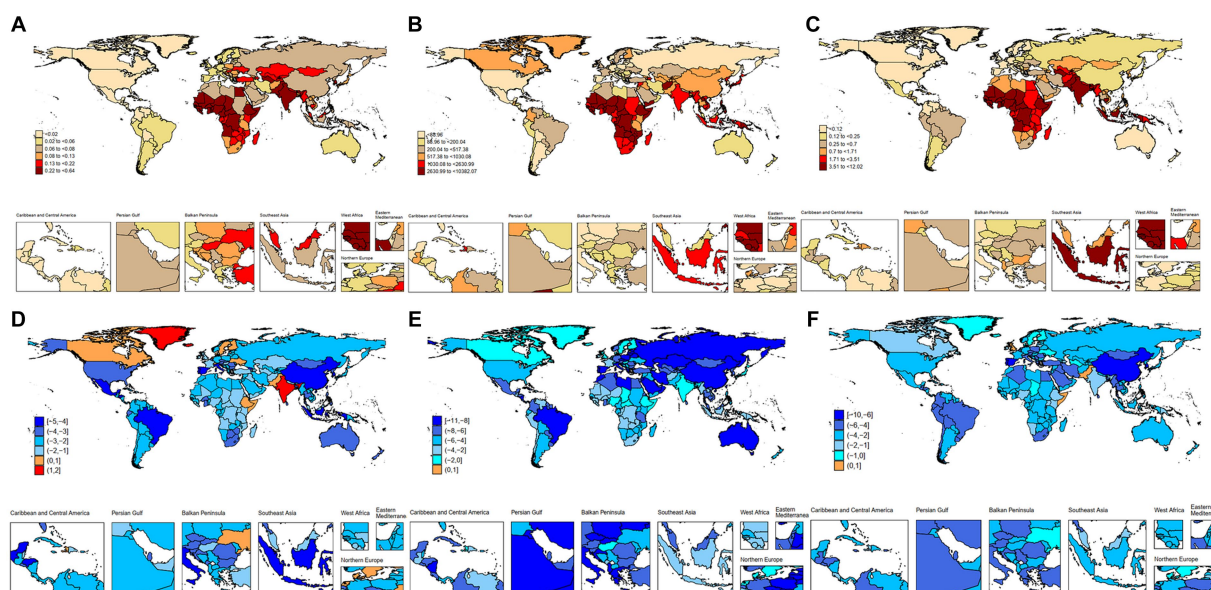 A
B
C
<0.02
0.02 to <0.06
0.06 to <0.08
0.08 to <0.13
0.13 to <0.22
0.22 to <0.64
<88.96
88.96 to <200.04
200.04 to <517.38
517.38 to <1030.08
1030.08 to <2630.99
2630.99 to <10382.07
<0.12
0.12 to <0.25
0.25 to <0.7
0.7 to <1.71
1.71 to <3.51
3.51 to <12.02
Caribbean and Central America
Persian Gulf
Balkan Peninsula
Southeast Asia
West Africa
Eastern
Mediterranean
Northern Europe
Caribbean and Central America
Persian Gulf
Balkan Peninsula
Southeast Asia
West Africa
Eastern
Mediterranean
Northern Europe
Caribbean and Central America
Persian Gulf
Balkan Peninsula
Southeast Asia
West Africa
Eastern
Mediterranean
Northern Europe
D
E
F
[−5,−4]
(−4,−3]
(−3,−2]
(−2,−1]
(0,1]
(1,2]
[−11,−8]
(−8,−6]
(−6,−4]
(−4,−2]
(−2,0]
(0,1]
[−10,−6]
(−6,−4]
(−4,−2]
(−2,−1]
(−1,0]
(0,1]
Caribbean and Central America
Persian Gulf
Balkan Peninsula
Southeast Asia
West Africa
Eastern
Mediterranean
Northern Europe
Caribbean and Central America
Persian Gulf
Balkan Peninsula
Southeast Asia
West Africa
Eastern
Mediterranean
Northern Europe
Caribbean and Central America
Persian Gulf
Balkan Peninsula
Southeast Asia
West Africa
Eastern
Mediterranean
Northern Europe